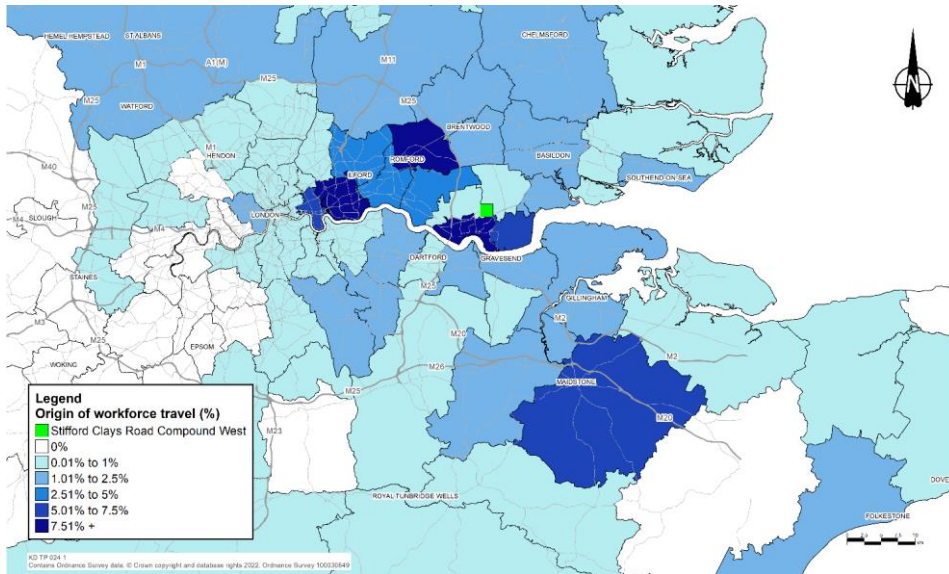 HEMEL HEMPSTEAD
ST.ALBANS
CHELMSFORD
M1
A1(M)
M11
M25
M25
WATFORD
M25
BRENTWOOD
M1
HENDON
ROMFORD
M40
ILFORD
BASILDON
SOUTHEND-ON-SEA
M25
LONDON
SLOUGH
M4
M4
DARTFORD
GRAVESEND
STAINES
M25
GILLINGHAM
M3
M20
M2
EPSOM
M25
M2
WOKING
M26
M25
MAIDSTONE
M20
M23
Legend
Origin of workforce travel (%)
Stifford Clays Road Compound West
0%
0.01% to 1%
1.01% to 2.5%
2.51% to 5%
5.01% to 7.5%
7.51% +
ROYAL TUNBRIDGE WELLS
DOVE
FOLKESTONE
KD TP 024 1
Contains Ordnance Survey data. © Crown copyright and database rights 2022. Ordnance Survey 100030649
N